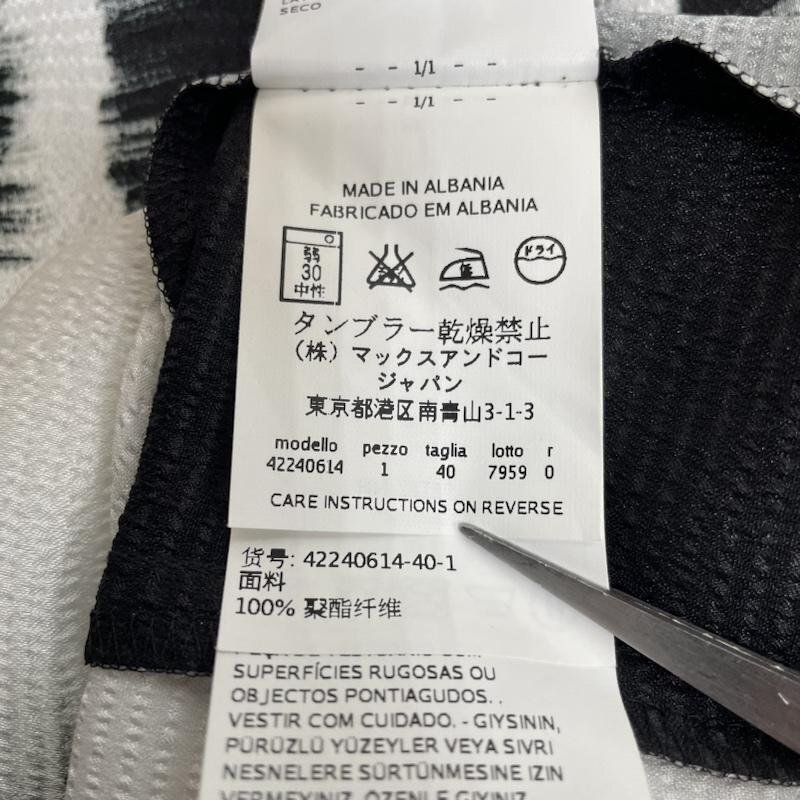 SECO
- - 1/1 - -
- - 1/1 - -
MADE IN ALBANIA
FABRICADO EM ALBANIA
弱
30
中性
低
ドライ
タンブラー乾燥禁止
(株) マックスアンドコー
ジャパン
東京都港区南青山3-1-3
modello pezzo taglia lotto r
42240614 1 40 7959 0
CARE INSTRUCTIONS ON REVERSE
货号: 42240614-40-1
面料
100% 聚酯纤维
SUPERFÍCIES RUGOSAS OU
OBJECTOS PONTIAGUDOS. .
VESTIR COM CUIDADO. - GIYSININ,
PÜRÜZLÜ YÜZEYLER VEYA SIVRI
NESNELERE SÜRTÜNMESINE IZIN
VERMEYINIZ. ÖZENLE GIYINIZ.